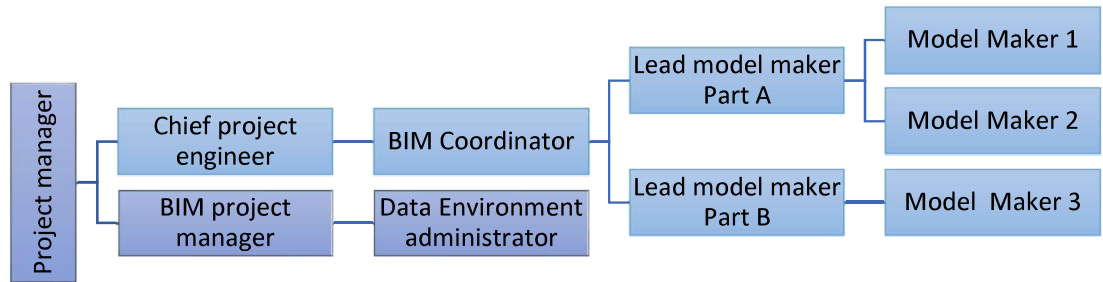 Project manager
Chief project
engineer
BIM project
manager
BIM Coordinator
Data Environment
administrator
Lead model maker
Part A
Lead model maker
Part B
Model Maker 1
Model Maker 2
Model Maker 3